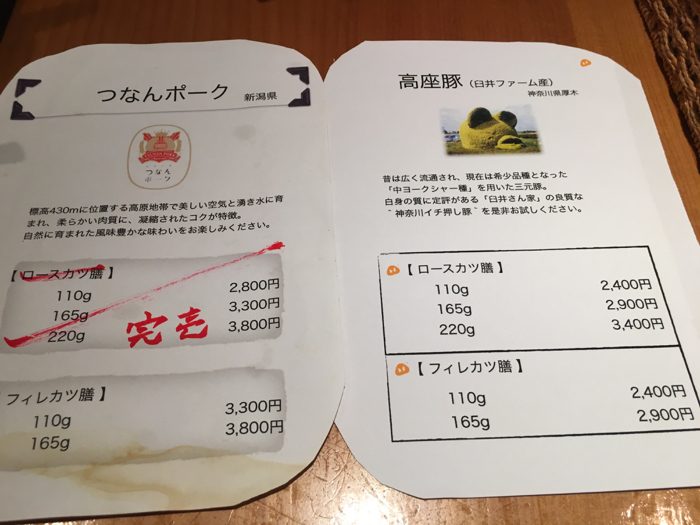 つなんポーク 新潟県
つなん
ポーク
標高430mに位置する高原地帯で美しい空気と湧き水に育
まれ、柔らかい肉質に、凝縮されたコクが特徴。
自然に育まれた風味豊かな味わいをお楽しみください。
【 ロースカツ膳 】
110g 2,800円
165g 3,300円
220g 3,800円
完売
【 フィレカツ膳 】
110g 3,300円
165g 3,800円
高座豚（臼井ファーム産）
神奈川県厚木
昔は広く流通され、現在は希少品種となった
「中ヨークシャー種」を用いた三元豚。
白身の質に定評がある「臼井さん家」の良質な
“神奈川イチ押し豚”を是非お試しください。
【 ロースカツ膳 】
110g 2,400円
165g 2,900円
220g 3,400円
【 フィレカツ膳 】
110g 2,400円
165g 2,900円